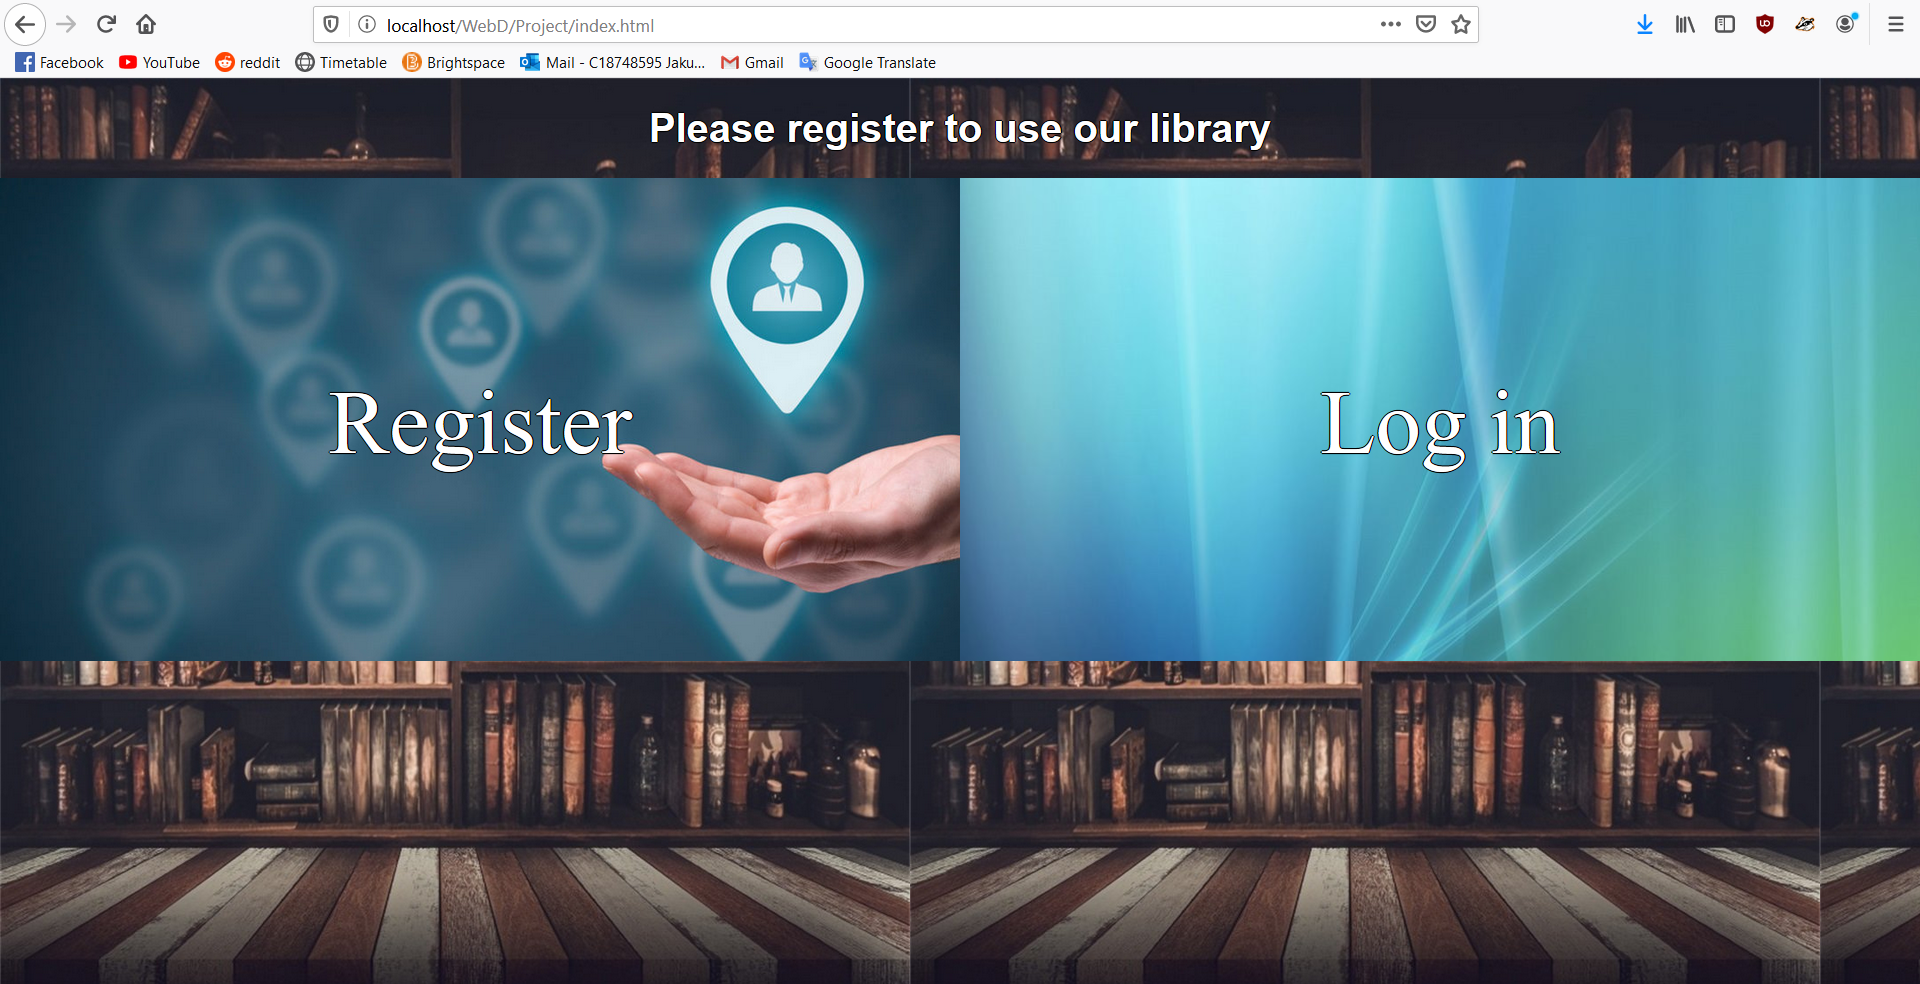 localhost/WebD/Project/index.html
Facebook YouTube reddit Timetable Brightspace Mail - C18748595 Jaku... Gmail Google Translate
Please register to use our library
Register
Log in